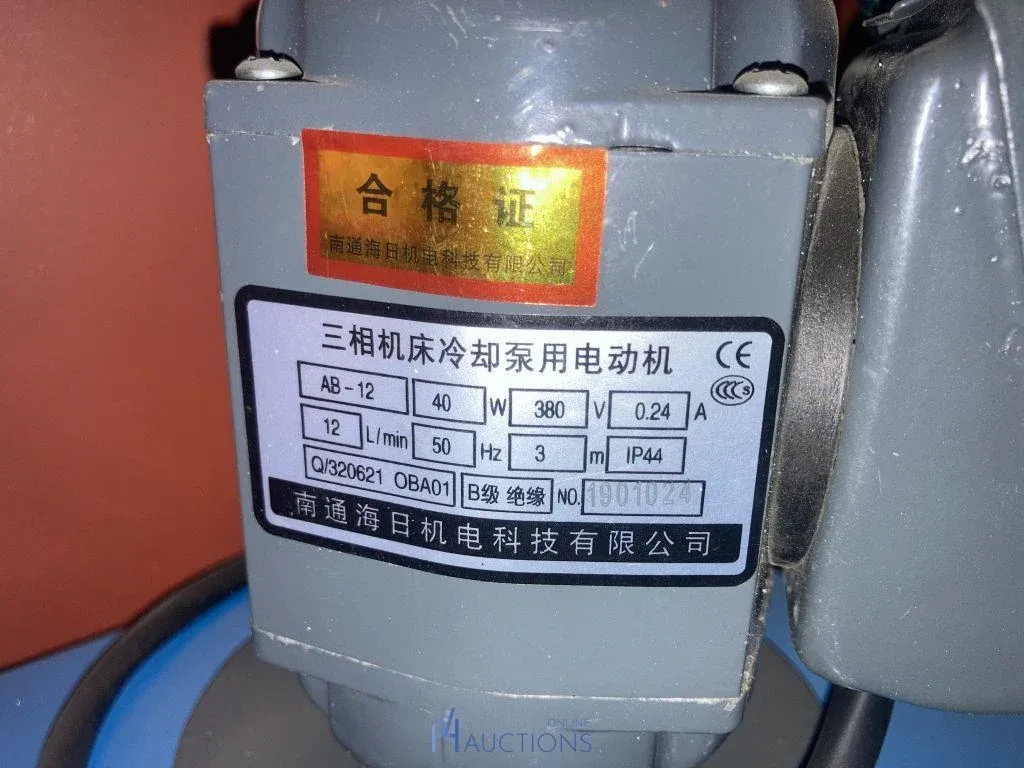 合格证
南通海日机电科技有限公司
三相机床冷却泵用电动机 CE
AB-12 40 W 380 V 0.24 A CCC S
12 L/min 50 Hz 3 m IP44
Q/320621 OBA01 B级 绝缘 NO. 1901024
南通海日机电科技有限公司
ONLINE
AUCTIONS